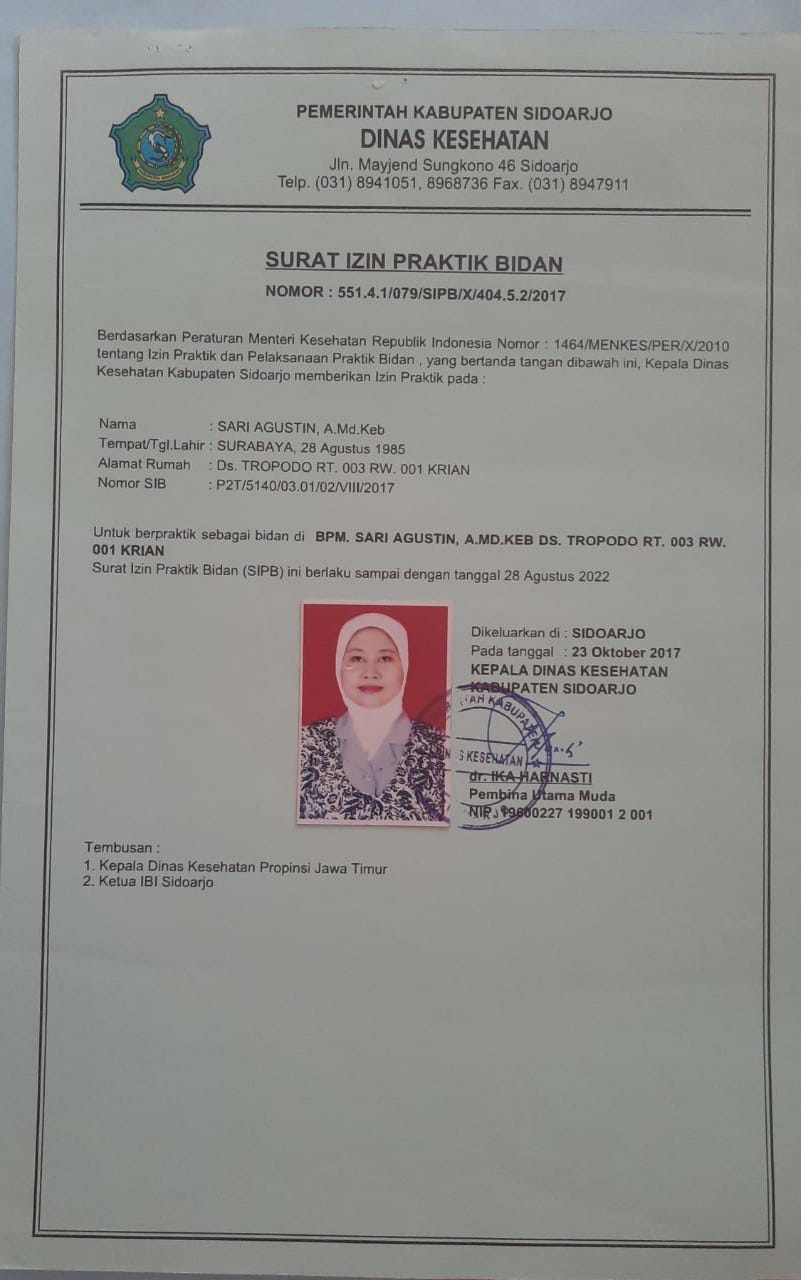 PEMERINTAH KABUPATEN SIDOARJO
DINAS KESEHATAN
Jln. Mayjend Sungkono 46 Sidoarjo
Telp. (031) 8941051, 8968736 Fax. (031) 8947911
SURAT IZIN PRAKTIK BIDAN
NOMOR : 551.4.1/079/SIPB/X/404.5.2/2017
Berdasarkan Peraturan Menteri Kesehatan Republik Indonesia Nomor : 1464/MENKES/PER/X/2010
tentang Izin Praktik dan Pelaksanaan Praktik Bidan , yang bertanda tangan dibawah ini, Kepala Dinas
Kesehatan Kabupaten Sidoarjo memberikan Izin Praktik pada :
Nama : SARI AGUSTIN, A.Md.Keb
Tempat/Tgl.Lahir : SURABAYA, 28 Agustus 1985
Alamat Rumah : Ds. TROPODO RT. 003 RW. 001 KRIAN
Nomor SIB : P2T/5140/03.01/02/VIII/2017
Untuk berpraktik sebagai bidan di BPM. SARI AGUSTIN, A.MD.KEB DS. TROPODO RT. 003 RW.
001 KRIAN
Surat Izin Praktik Bidan (SIPB) ini berlaku sampai dengan tanggal 28 Agustus 2022
Dikeluarkan di : SIDOARJO
Pada tanggal : 23 Oktober 2017
KEPALA DINAS KESEHATAN
KABUPATEN SIDOARJO
KABUPATEN
S KESEHATAN
dr. IKA HARNASTI
Pembina Utama Muda
NIP. 19600227 199001 2 001
Tembusan :
1. Kepala Dinas Kesehatan Propinsi Jawa Timur
2. Ketua IBI Sidoarjo